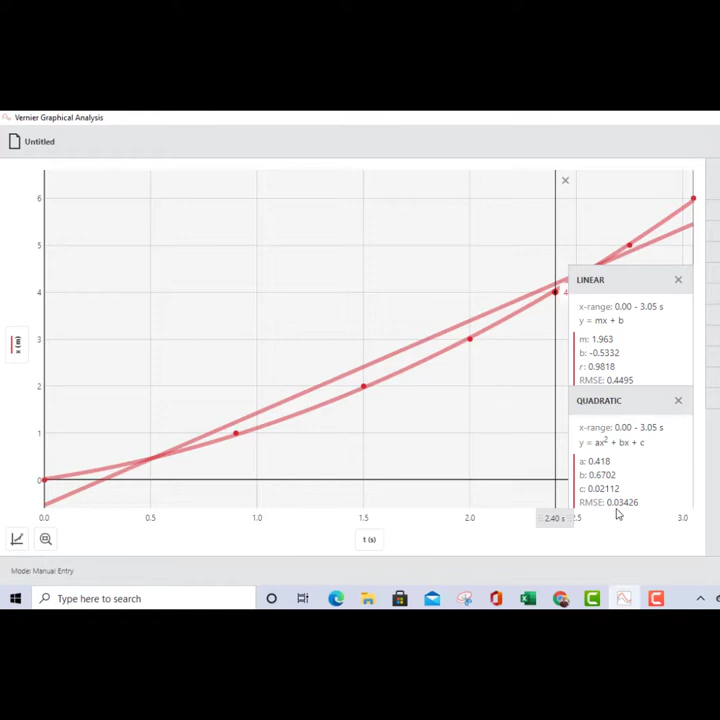 Vernier Graphical Analysis
Untitled
6
5
4
3
2
1
0
x (m)
4
LINEAR
x-range: 0.00 - 3.05 s
y = mx + b
m: 1.963
b: -0.5332
r: 0.9818
RMSE: 0.4495
QUADRATIC
x-range: 0.00 - 3.05 s
y = ax² + bx + c
a: 0.418
b: 0.6702
c: 0.02112
RMSE: 0.03426
0.0 0.5 1.0 1.5 2.0 2.40 s 3.0
t (s)
Mode: Manual Entry
Type here to search